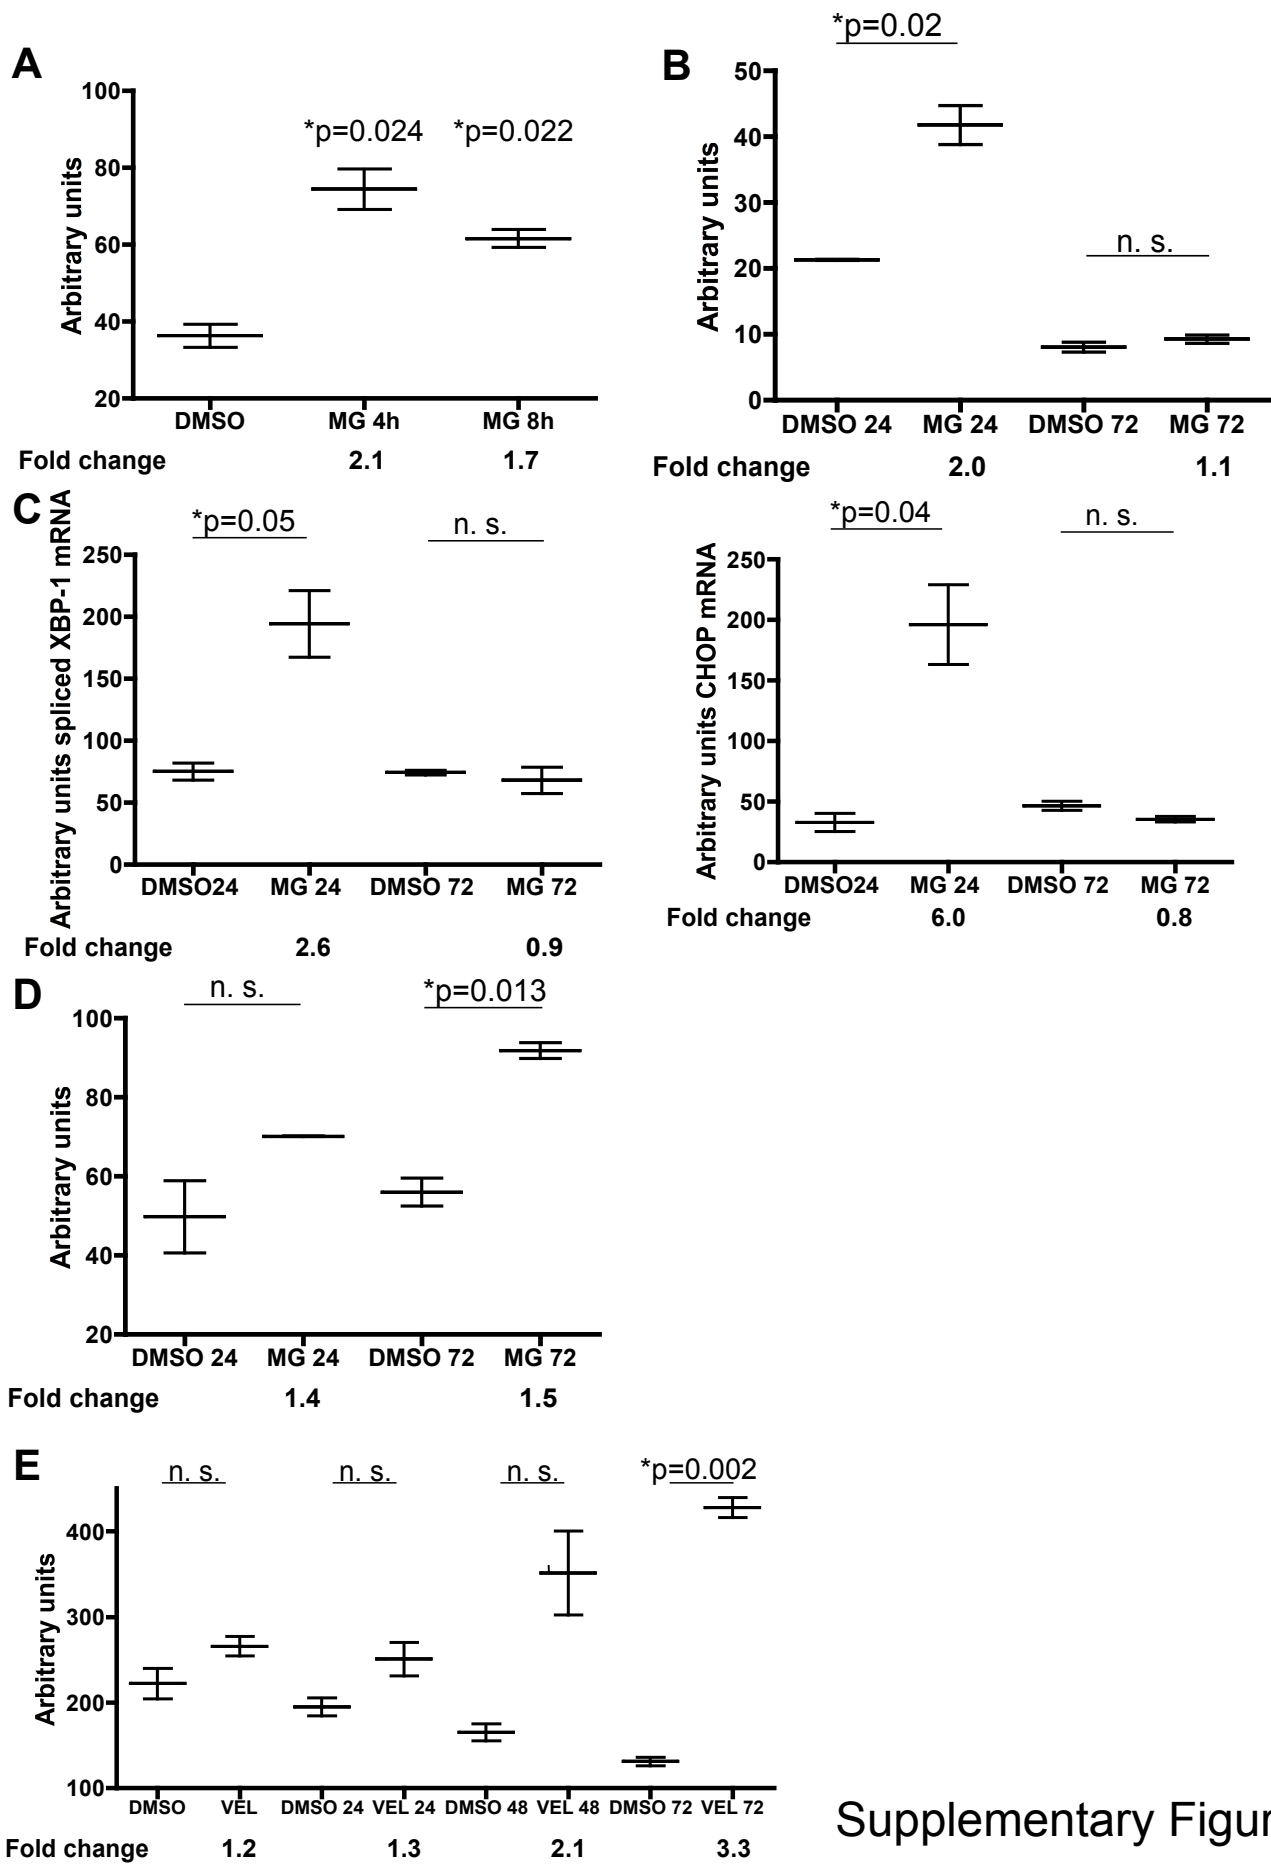 A
*p=0.024 *p=0.022
Arbitrary units
100
80
60
40
20
DMSO MG 4h MG 8h
Fold change 2.1 1.7
B
*p=0.02
n. s.
Arbitrary units
50
40
30
20
10
0
DMSO 24 MG 24 DMSO 72 MG 72
Fold change 2.0 1.1
C
*p=0.05 n. s.
Arbitrary units spliced XBP-1 mRNA
250
200
150
100
50
0
DMSO24 MG 24 DMSO 72 MG 72
Fold change 2.6 0.9
*p=0.04 n. s.
Arbitrary units CHOP mRNA
250
200
150
100
50
0
DMSO24 MG 24 DMSO 72 MG 72
Fold change 6.0 0.8
D
n. s. *p=0.013
Arbitrary units
100
80
60
40
20
DMSO 24 MG 24 DMSO 72 MG 72
Fold change 1.4 1.5
E
n. s. n. s. n. s. *p=0.002
Arbitrary units
400
300
200
100
DMSO VEL DMSO 24 VEL 24 DMSO 48 VEL 48 DMSO 72 VEL 72
Fold change 1.2 1.3 2.1 3.3
Supplementary Figur